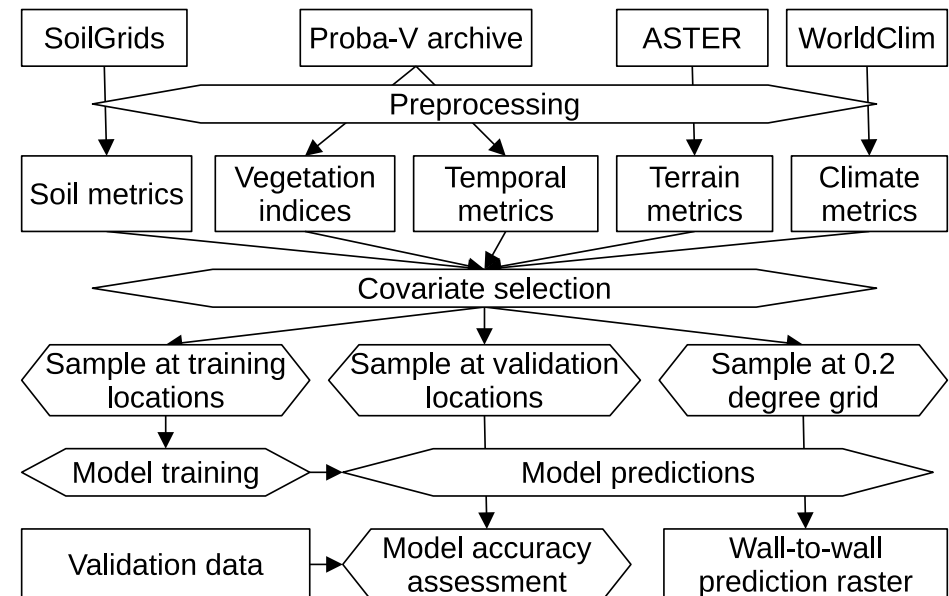 SoilGrids
Proba-V archive
ASTER
WorldClim
Preprocessing
Soil metrics
Vegetation
indices
Temporal
metrics
Terrain
metrics
Climate
metrics
Covariate selection
Sample at training
locations
Sample at validation
locations
Sample at 0.2
degree grid
Model training
Model predictions
Validation data
Model accuracy
assessment
Wall-to-wall
prediction raster